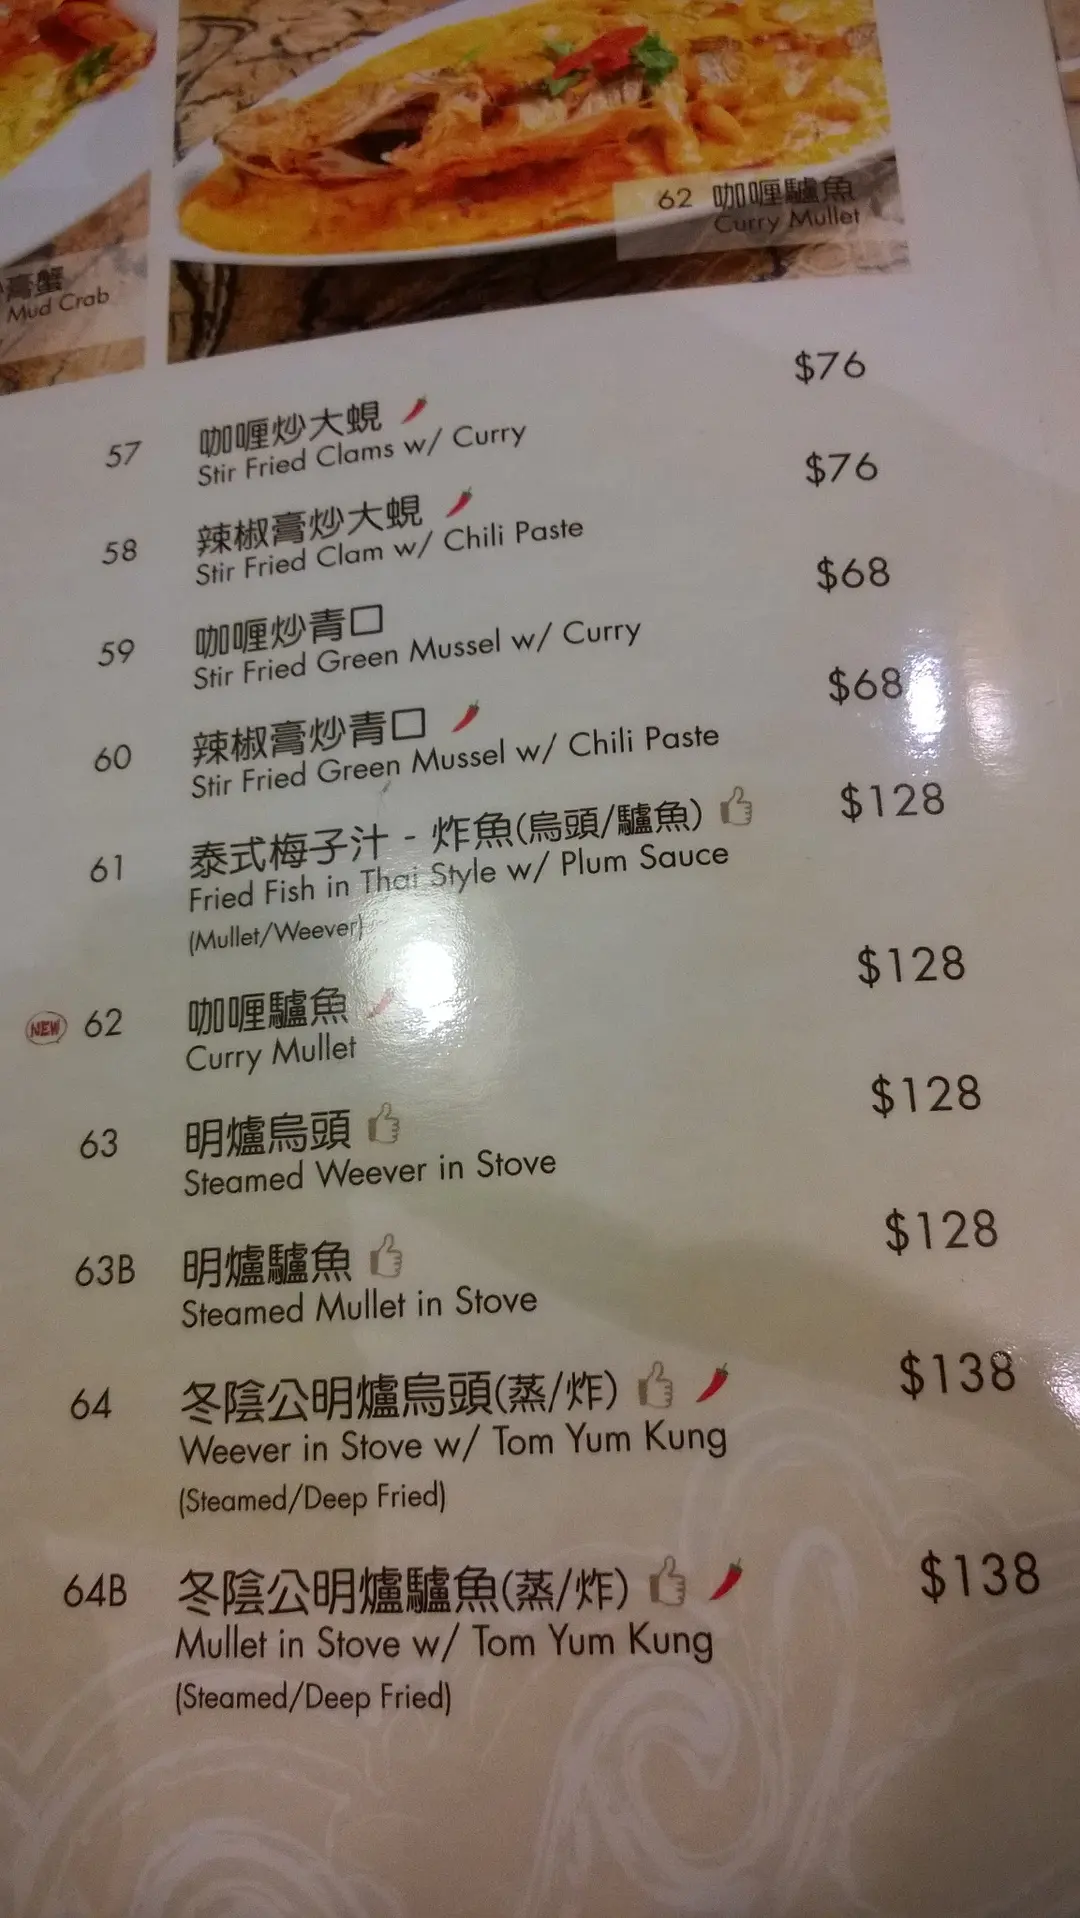 62 咖喱鱸魚
Curry Mullet
膏蟹
Mud Crab
57 咖喱炒大蜆 $76
Stir Fried Clams w/ Curry
58 辣椒膏炒大蜆 $76
Stir Fried Clam w/ Chili Paste
59 咖喱炒青口 $68
Stir Fried Green Mussel w/ Curry
60 辣椒膏炒青口 $68
Stir Fried Green Mussel w/ Chili Paste
61 泰式梅子汁 - 炸魚(烏頭/鱸魚) $128
Fried Fish in Thai Style w/ Plum Sauce
(Mullet/Weever)
NEW 62 咖喱鱸魚 $128
Curry Mullet
63 明爐烏頭 $128
Steamed Weever in Stove
63B 明爐鱸魚 $128
Steamed Mullet in Stove
64 冬陰公明爐烏頭(蒸/炸) $138
Weever in Stove w/ Tom Yum Kung
(Steamed/Deep Fried)
64B 冬陰公明爐鱸魚(蒸/炸) $138
Mullet in Stove w/ Tom Yum Kung
(Steamed/Deep Fried)